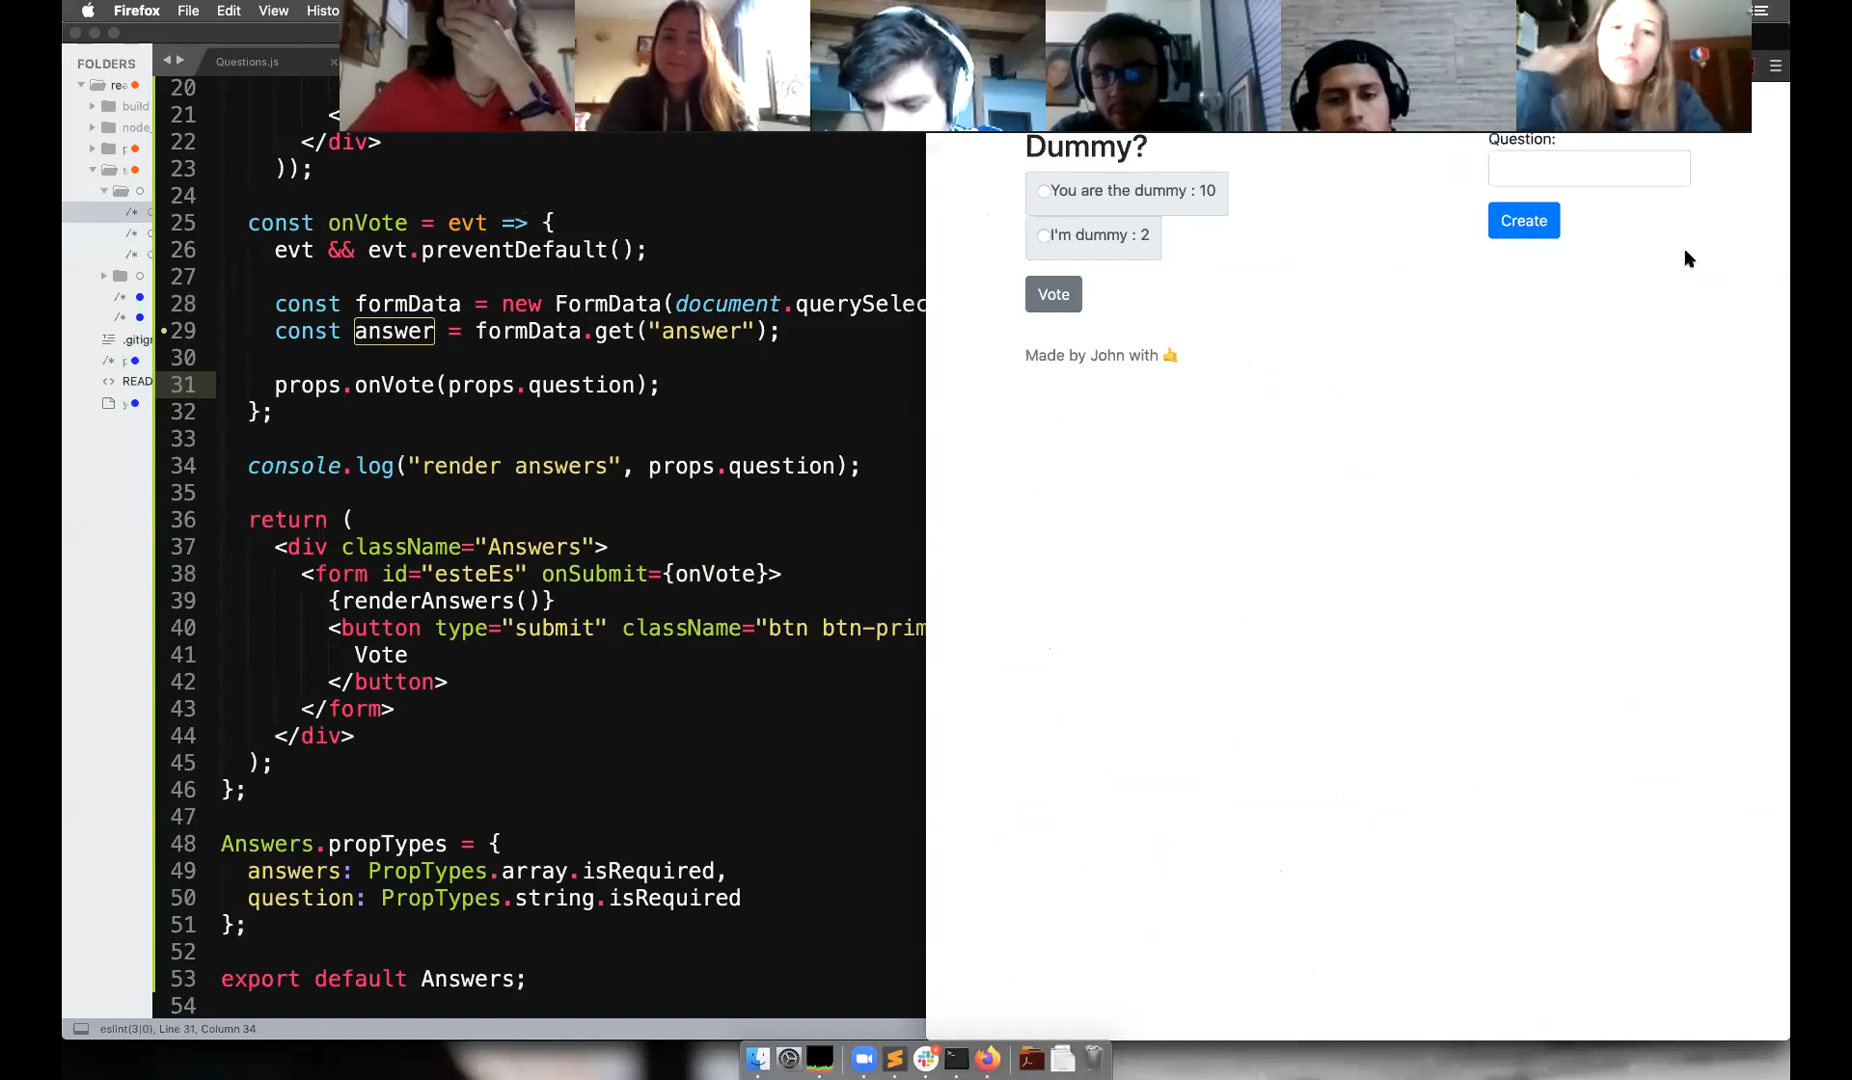 Firefox File Edit View Histo
FOLDERS
Questions.js
rea
build
node_
p
s
/*
/*
/*
/*
/*
.gitign
/* p
<> READ
y
20
21 <
22 </div>
23 ));
24
25 const onVote = evt => {
26 evt && evt.preventDefault();
27
28 const formData = new FormData(document.querySelec
29 const answer = formData.get("answer");
30
31 props.onVote(props.question);
32 };
33
34 console.log("render answers", props.question);
35
36 return (
37 <div className="Answers">
38 <form id="esteEs" onSubmit={onVote}>
39 {renderAnswers()}
40 <button type="submit" className="btn btn-prim
41 Vote
42 </button>
43 </form>
44 </div>
45 );
46 };
47
48 Answers.propTypes = {
49 answers: PropTypes.array.isRequired,
50 question: PropTypes.string.isRequired
51 };
52
53 export default Answers;
54
eslint(3|0), Line 31, Column 34
Dummy?
You are the dummy : 10
I'm dummy : 2
Vote
Made by John with 🤙
Question:
Create